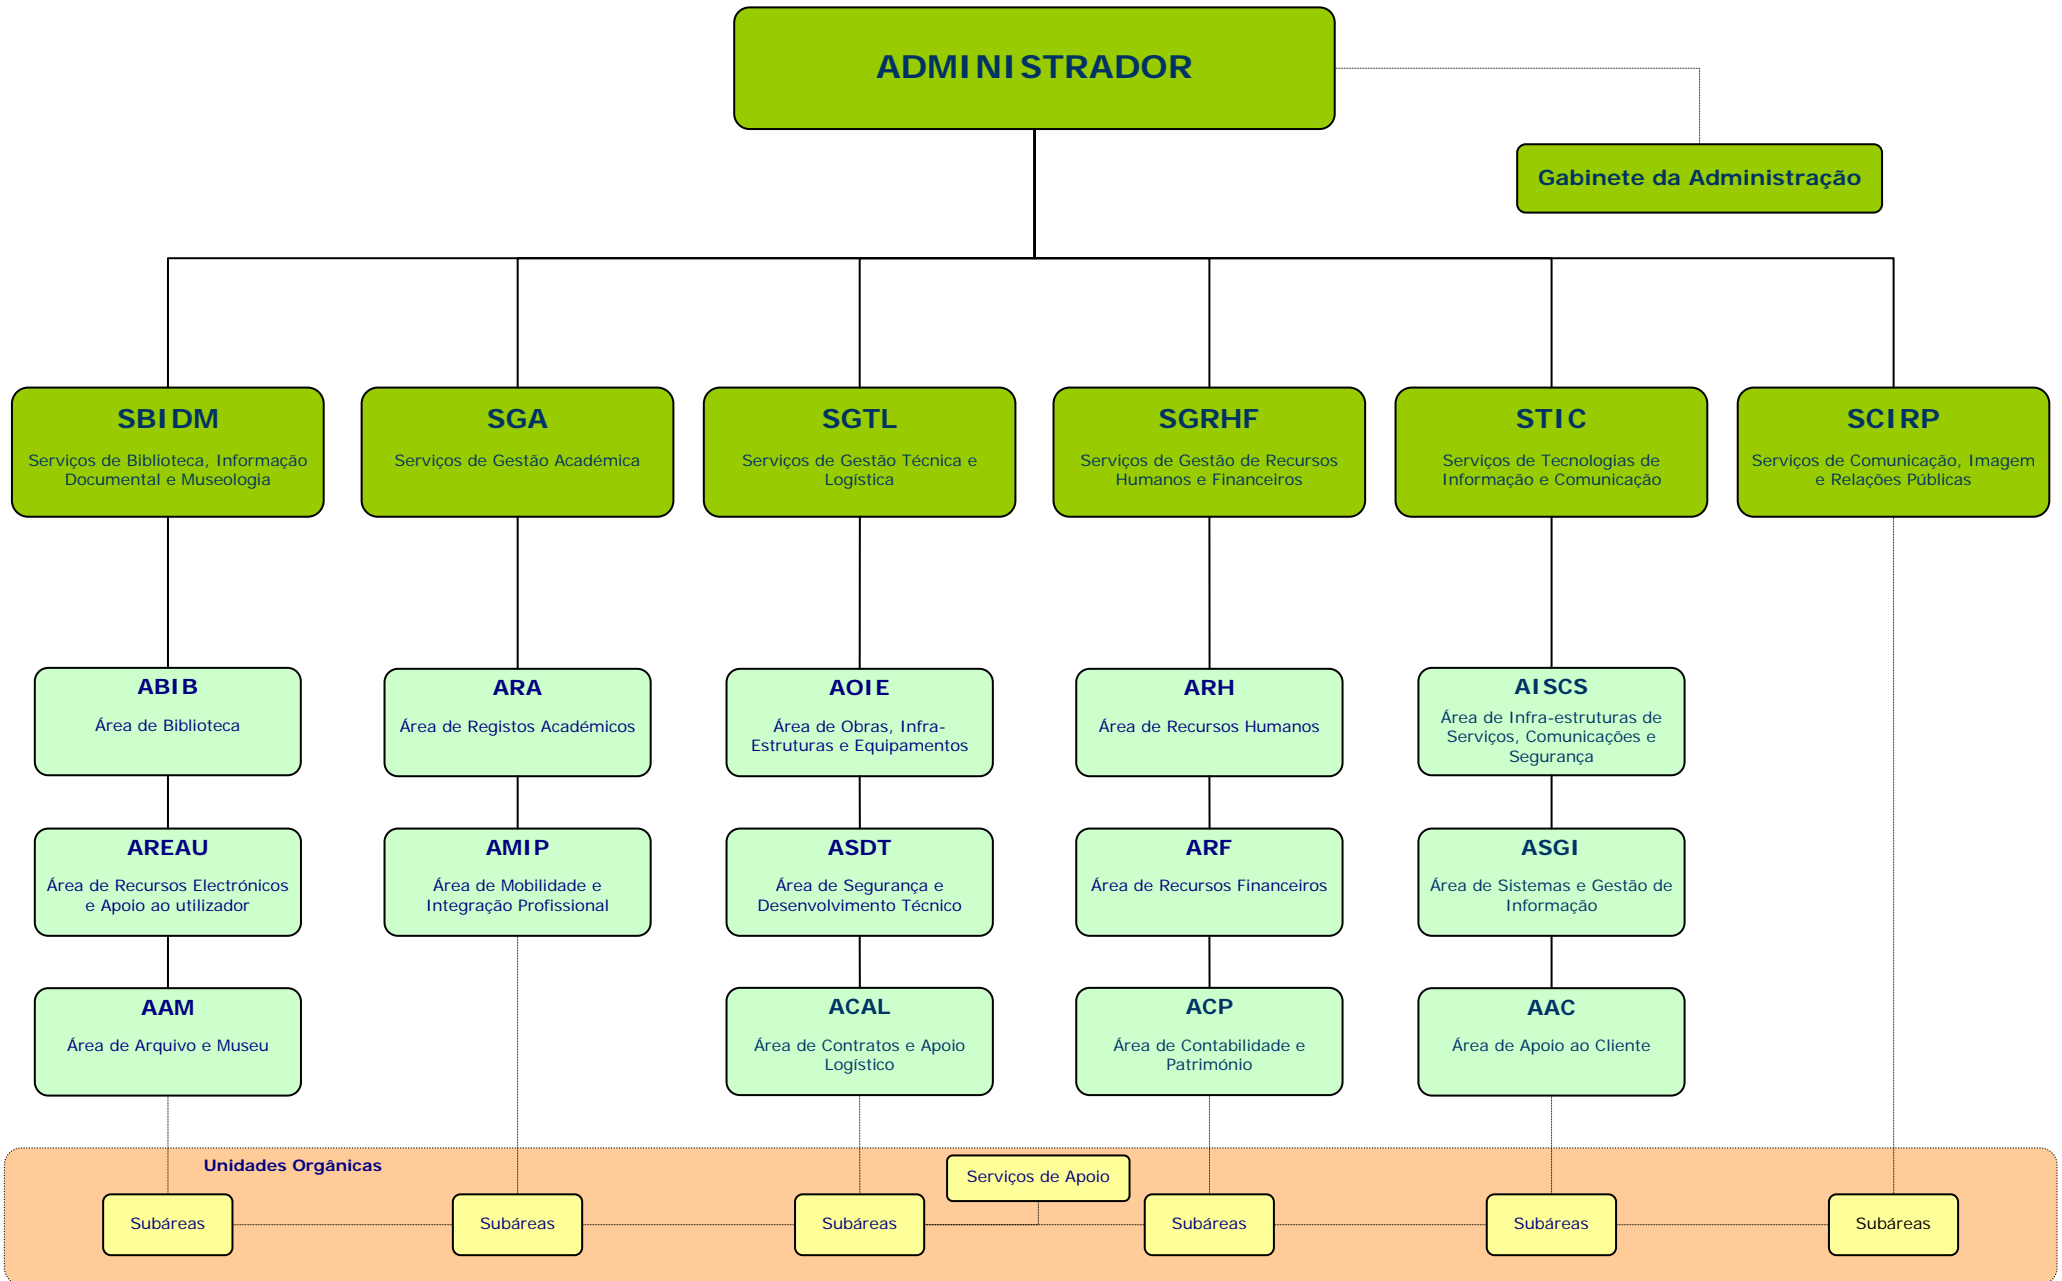 ADMINISTRADOR
Gabinete da Administração
SBIDM
Serviços de Biblioteca, Informação
Documental e Museologia
SGA
Serviços de Gestão Académica
SGTL
Serviços de Gestão Técnica e
Logística
SGRHF
Serviços de Gestão de Recursos
Humanos e Financeiros
STIC
Serviços de Tecnologias de
Informação e Comunicação
SCIRP
Serviços de Comunicação, Imagem
e Relações Públicas
ABIB
Área de Biblioteca
ARA
Área de Registos Académicos
AOIE
Área de Obras, Infra-
Estruturas e Equipamentos
ARH
Área de Recursos Humanos
AISCS
Área de Infra-estruturas de
Serviços, Comunicações e
Segurança
AREAU
Área de Recursos Electrónicos
e Apoio ao utilizador
AMIP
Área de Mobilidade e
Integração Profissional
ASDT
Área de Segurança e
Desenvolvimento Técnico
ARF
Área de Recursos Financeiros
ASGI
Área de Sistemas e Gestão de
Informação
AAM
Área de Arquivo e Museu
ACAL
Área de Contratos e Apoio
Logístico
ACP
Área de Contabilidade e
Património
AAC
Área de Apoio ao Cliente
Unidades Orgânicas
Serviços de Apoio
Subáreas
Subáreas
Subáreas
Subáreas
Subáreas
Subáreas